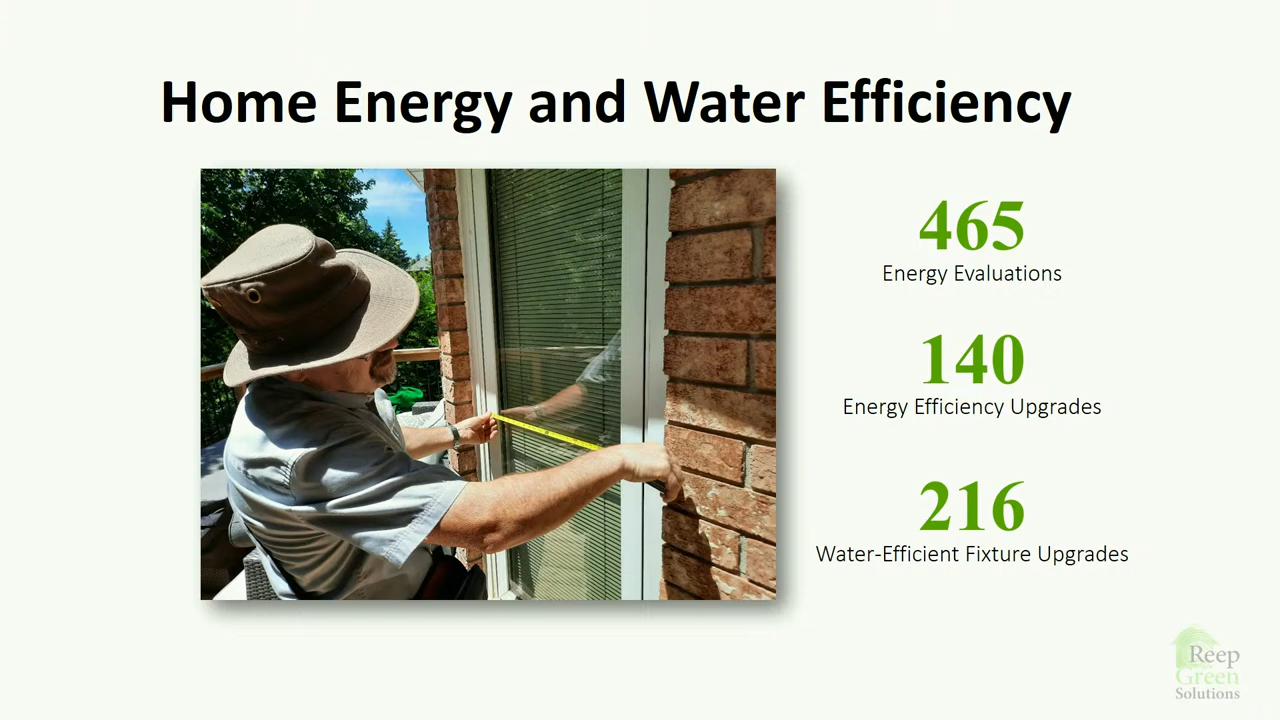 Home Energy and Water Efficiency
465
Energy Evaluations
140
Energy Efficiency Upgrades
216
Water-Efficient Fixture Upgrades
Reep
Green
Solutions